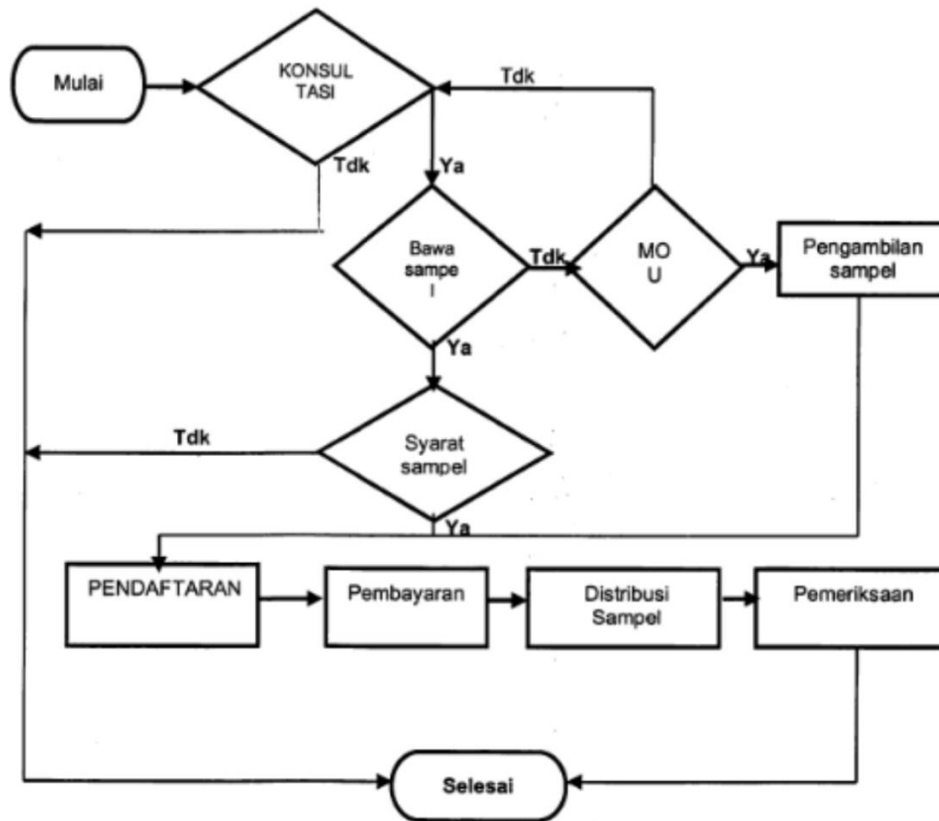 Mulai
KONSUL
TASI
Tdk
Tdk
Ya
Bawa
sampe
l
Tdk
MO
U
Ya
Pengambilan
sampel
Ya
Tdk
Syarat
sampel
Ya
PENDAFTARAN
Pembayaran
Distribusi
Sampel
Pemeriksaan
Selesai